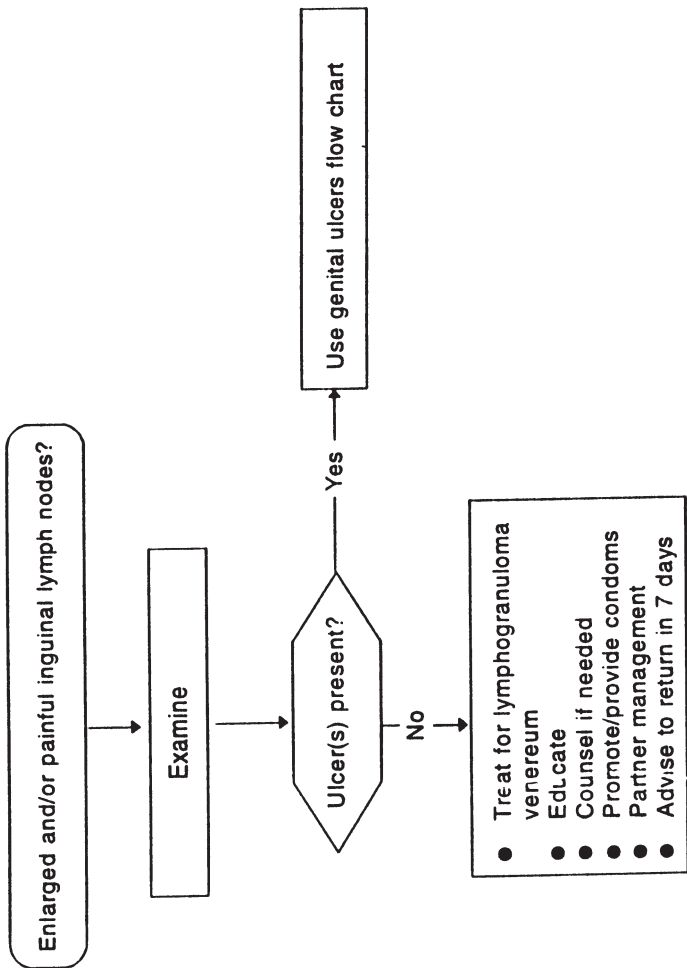 Enlarged and/or painful inguinal lymph nodes?
Examine
Ulcer(s) present?
Yes
Use genital ulcers flow chart
No
● Treat for lymphogranuloma
venereum
● Educate
● Counsel if needed
● Promote/provide condoms
● Partner management
● Advise to return in 7 days